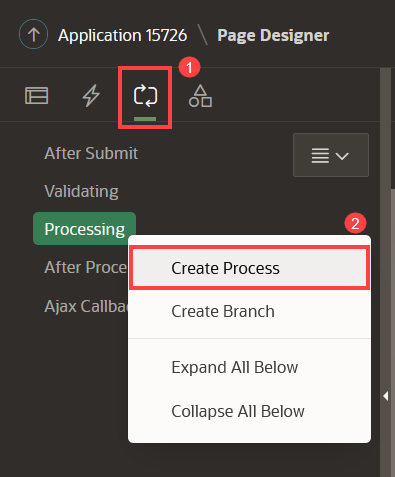 Application 15726 \ Page Designer
1
After Submit
Validating
Processing
2
After Proce
Create Process
Ajax Callba
Create Branch
Expand All Below
Collapse All Below